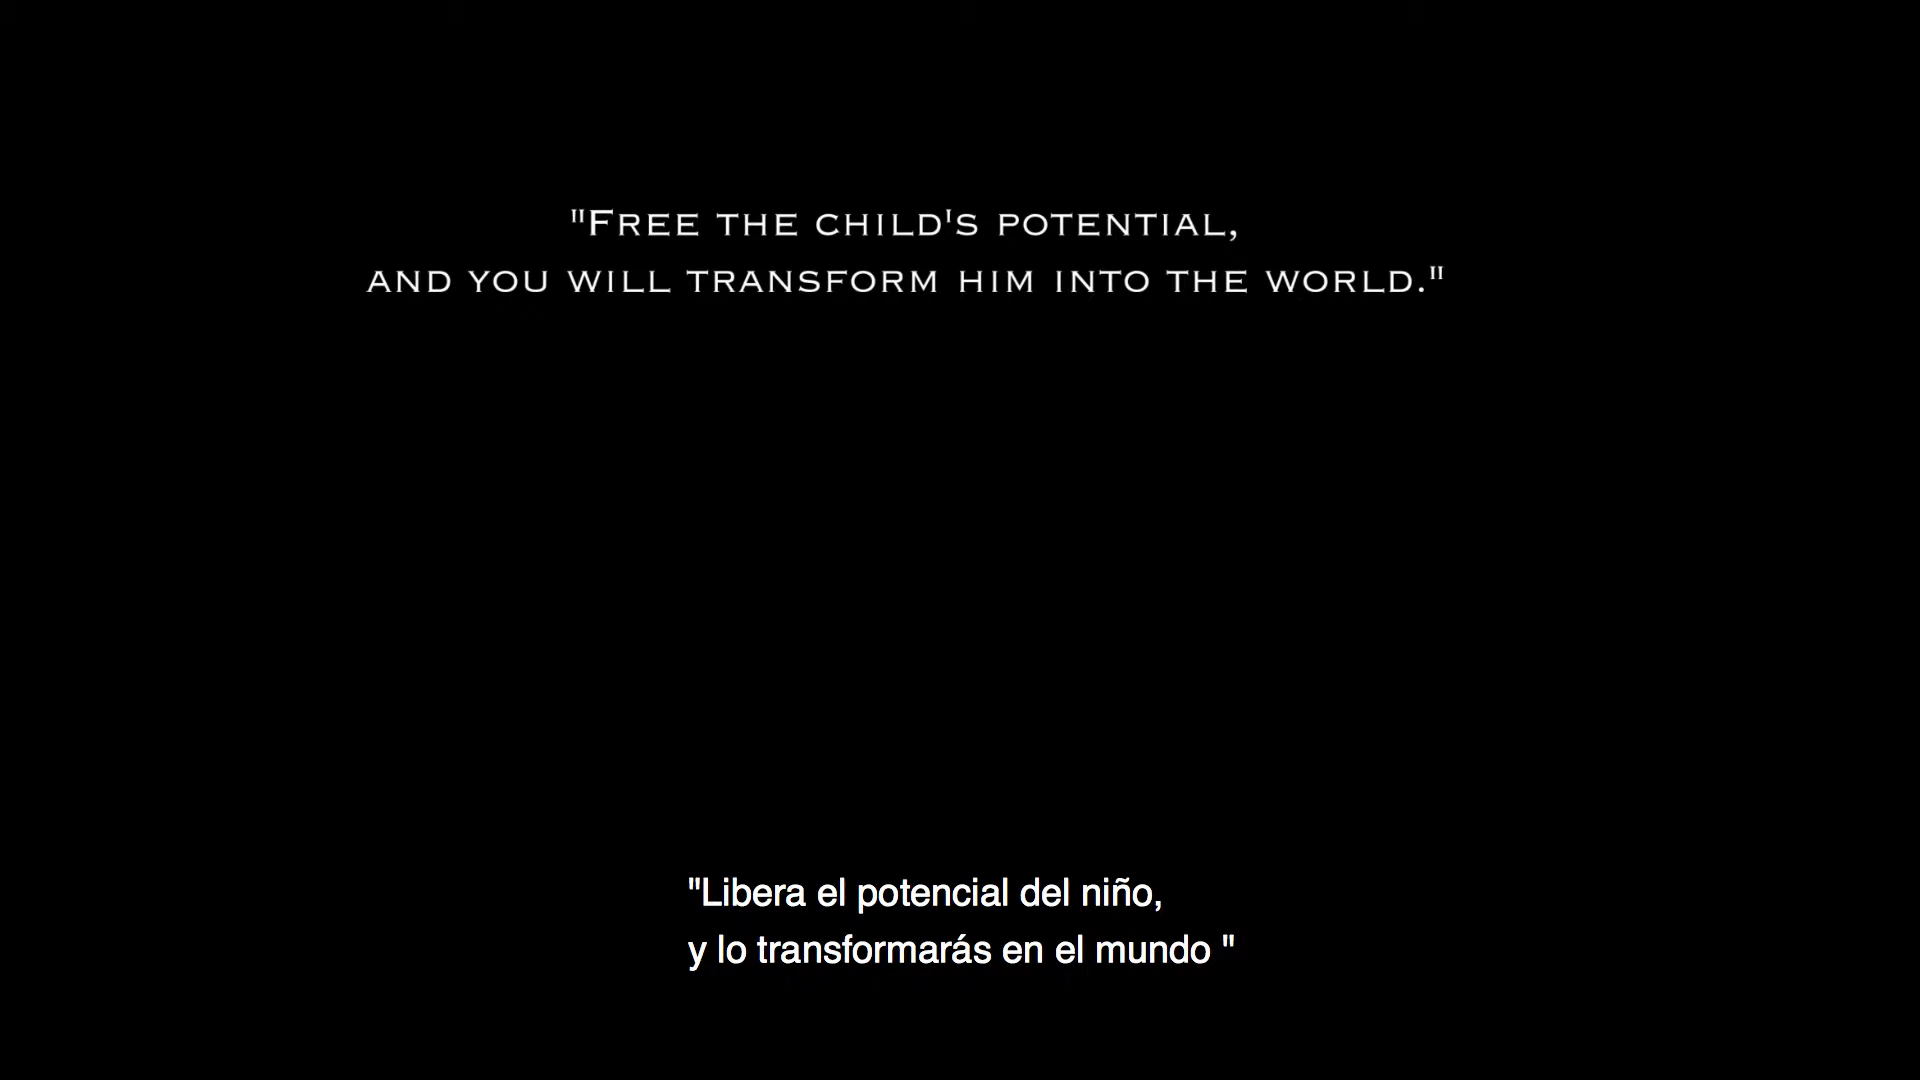 "Free the child's potential,
and you will transform him into the world."
"Libera el potencial del niño,
y lo transformarás en el mundo "